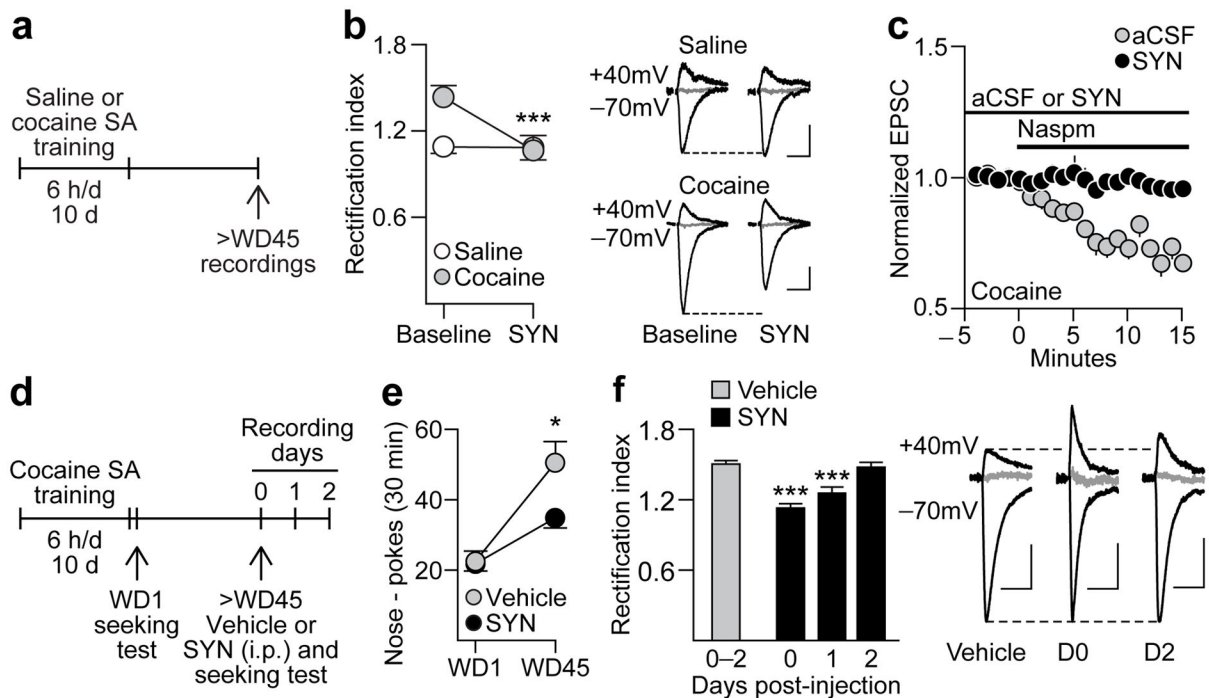 a
Saline or
cocaine SA
training
6 h/d
10 d
>WD45
recordings
b
Rectification index
1.8
1.2
0.6
***
Saline
Cocaine
Baseline
SYN
Saline
+40mV
−70mV
Cocaine
+40mV
−70mV
Baseline
SYN
c
Normalized EPSC
1.5
1.0
0.5
aCSF
SYN
aCSF or SYN
Naspm
Cocaine
−5
0
5
10
15
Minutes
d
Cocaine SA
training
6 h/d
10 d
Recording
days
0
1
2
WD1
seeking
test
>WD45
Vehicle or
SYN (i.p.) and
seeking test
e
Nose - pokes (30 min)
60
40
20
*
Vehicle
SYN
WD1
WD45
f
Vehicle
SYN
Rectification index
1.8
1.2
0.6
***
***
0–2
0
1
2
Days post-injection
+40mV
−70mV
Vehicle
D0
D2